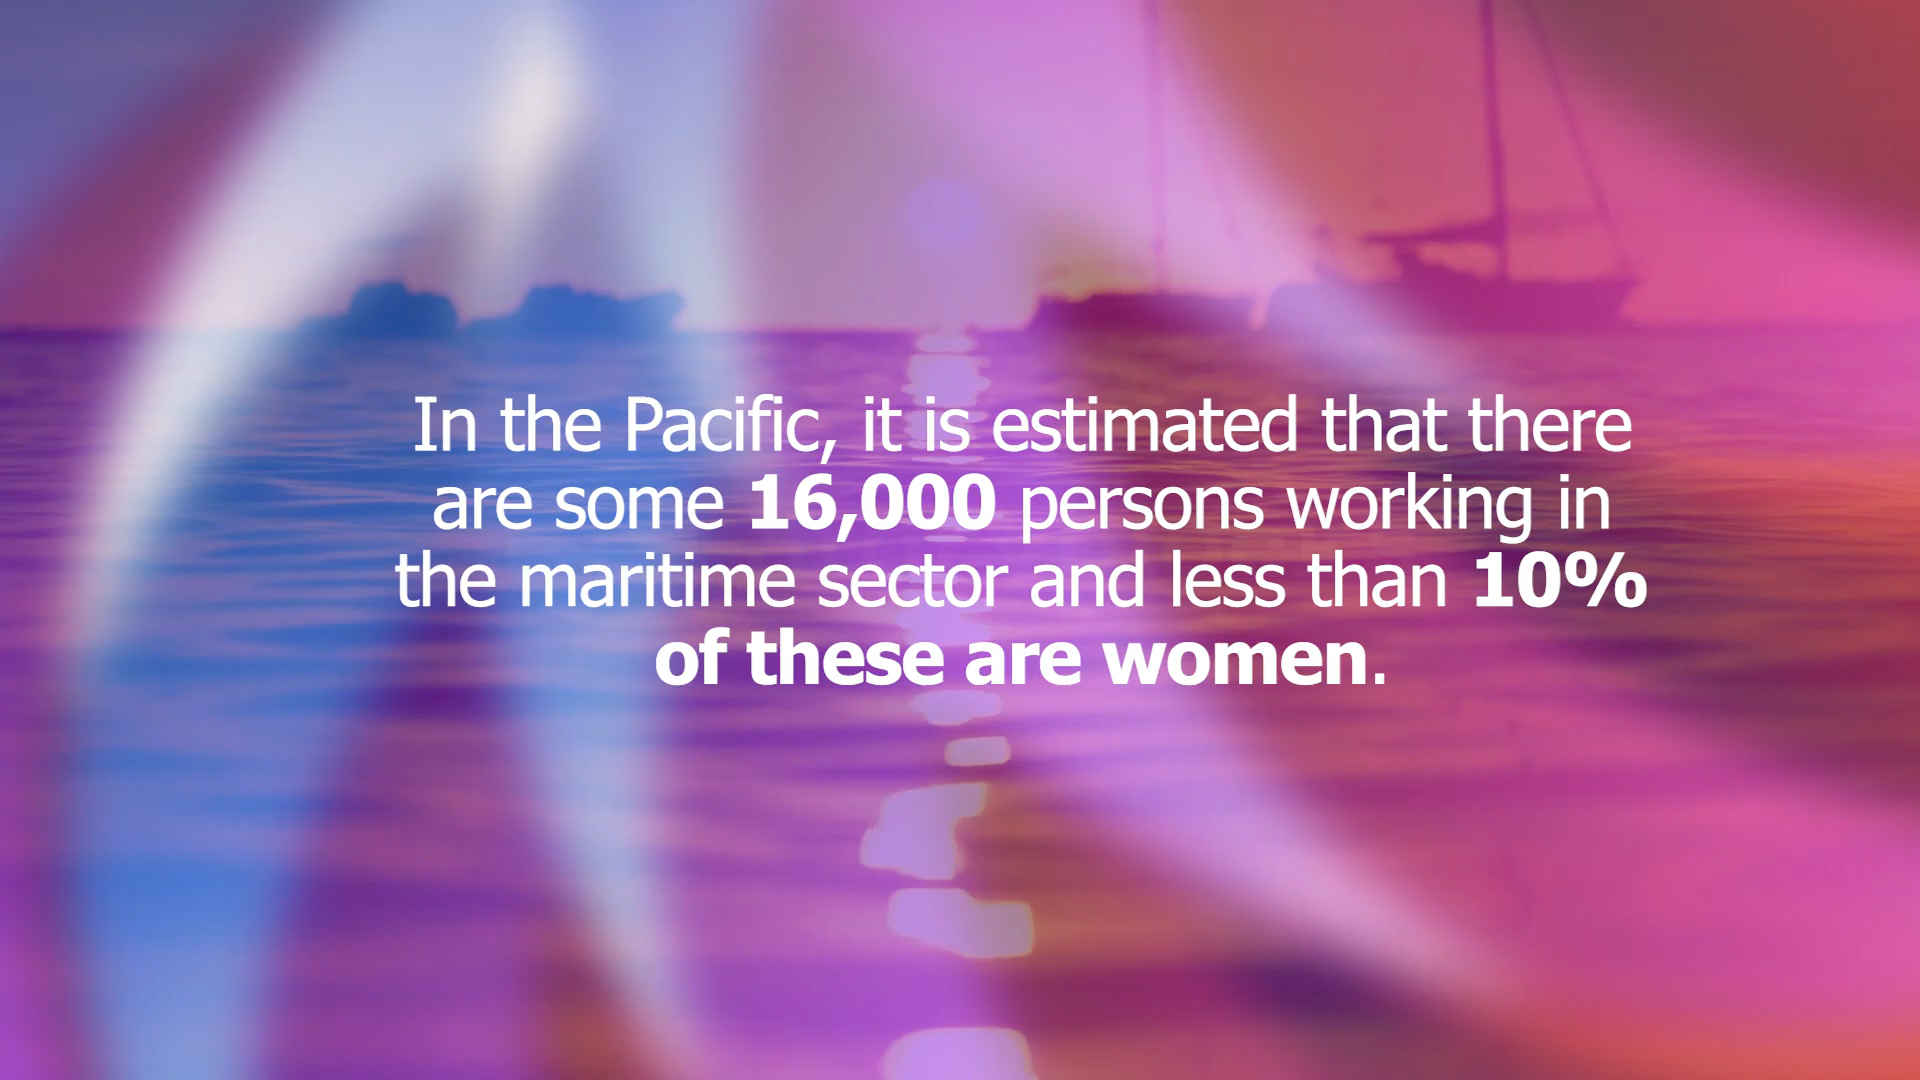 In the Pacific, it is estimated that there
are some 16,000 persons working in
the maritime sector and less than 10%
of these are women.